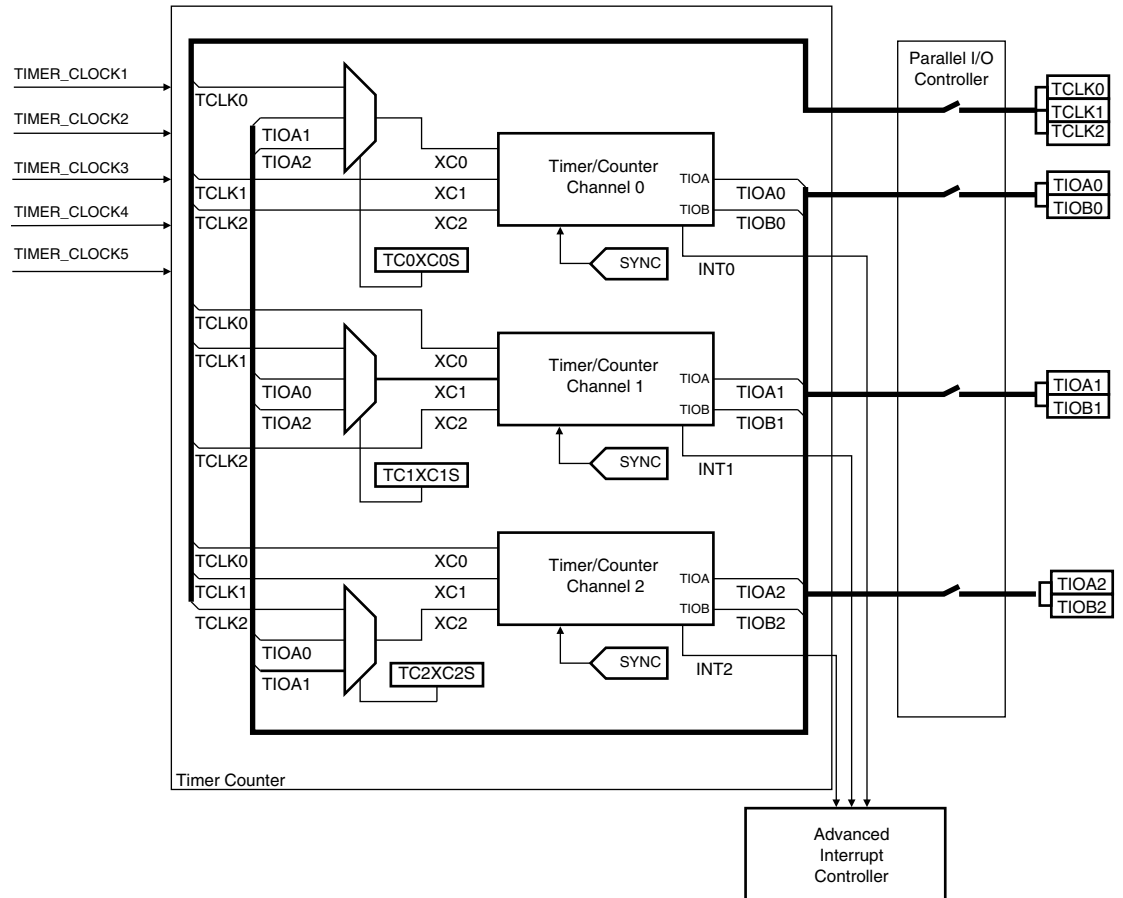 TIMER_CLOCK1
TIMER_CLOCK2
TIMER_CLOCK3
TIMER_CLOCK4
TIMER_CLOCK5
TCLK0
TIOA1
TIOA2
TCLK1
TCLK2
XC0
XC1
XC2
TC0XC0S
Timer/Counter
Channel 0
TIOA
TIOB
TIOA0
TIOB0
SYNC
INT0
TCLK0
TCLK1
TIOA0
TIOA2
TCLK2
XC0
XC1
XC2
TC1XC1S
Timer/Counter
Channel 1
TIOA
TIOB
TIOA1
TIOB1
SYNC
INT1
TCLK0
TCLK1
TCLK2
TIOA0
TIOA1
XC0
XC1
XC2
TC2XC2S
Timer/Counter
Channel 2
TIOA
TIOB
TIOA2
TIOB2
SYNC
INT2
Timer Counter
Parallel I/O
Controller
TCLK0
TCLK1
TCLK2
TIOA0
TIOB0
TIOA1
TIOB1
TIOA2
TIOB2
Advanced
Interrupt
Controller